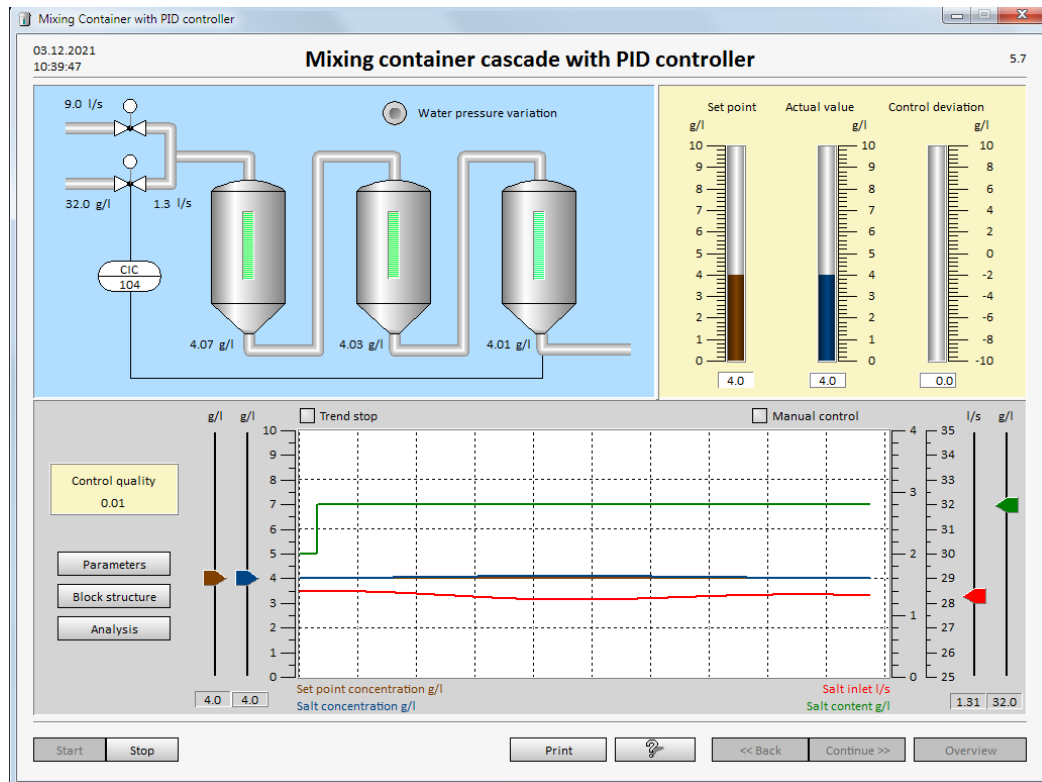 Mixing Container with PID controller
03.12.2021
10:39:47
Mixing container cascade with PID controller
5.7
9.0 l/s
Water pressure variation
32.0 g/l
1.3 l/s
CIC
104
4.07 g/l
4.03 g/l
4.01 g/l
Set point
Actual value
Control deviation
g/l
g/l
g/l
10
9
8
7
6
5
4
3
2
1
0
10
9
8
7
6
5
4
3
2
1
0
10
8
6
4
2
0
-2
-4
-6
-8
-10
4.0
4.0
0.0
g/l
g/l
Trend stop
Manual control
l/s
g/l
Control quality
0.01
Parameters
Block structure
Analysis
10
9
8
7
6
5
4
3
2
1
0
4
3
2
1
0
35
34
33
32
31
30
29
28
27
26
25
4.0
4.0
Set point concentration g/l
Salt concentration g/l
Salt inlet l/s
Salt content g/l
1.31
32.0
Start
Stop
Print
?
<< Back
Continue >>
Overview